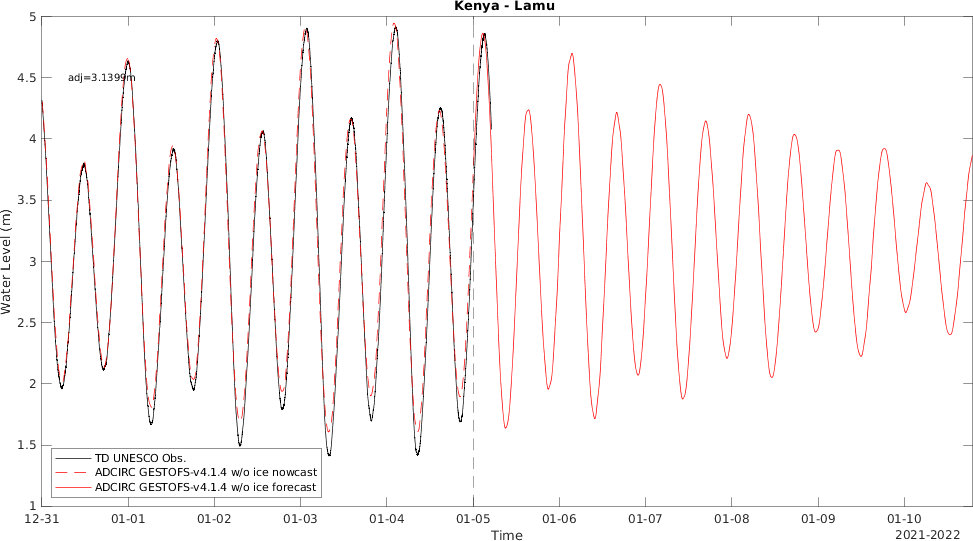 Kenya - Lamu
Water Level (m)
5
4.5
4
3.5
3
2.5
2
1.5
1
adj=3.1399m
TD UNESCO Obs.
ADCIRC GESTOFS-v4.1.4 w/o ice nowcast
ADCIRC GESTOFS-v4.1.4 w/o ice forecast
12-31 01-01 01-02 01-03 01-04 01-05 01-06 01-07 01-08 01-09 01-10
Time
2021-2022